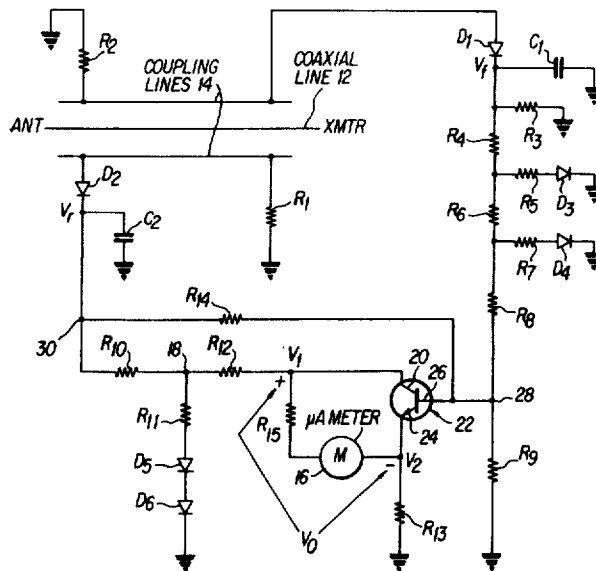 R2
COUPLING
LINES 14
COAXIAL
LINE 12
D1
Vf
C1
ANT
XMTR
R3
R4
D2
R1
R5
D3
Vr
C2
R6
R7
D4
R14
R8
30
R10
18
R12
V1
20
26
28
R11
R15
μA METER
24
22
D5
+
M
16
-
V2
R9
D6
R13
V0